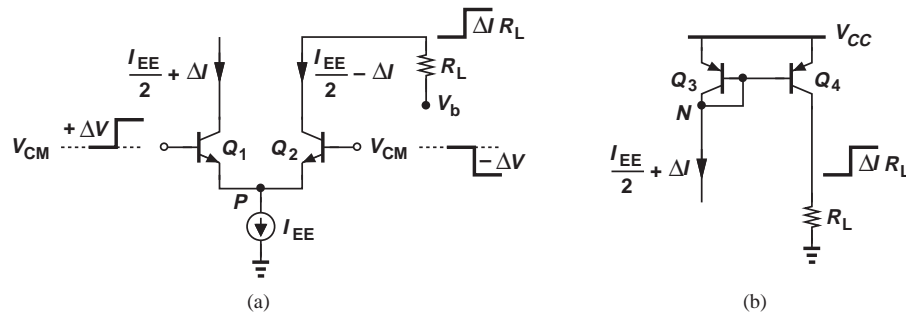 ΔI R_L
I_EE/2 + ΔI
I_EE/2 − ΔI
R_L
V_b
+ ΔV
V_CM
Q_1
Q_2
V_CM
− ΔV
P
I_EE
(a)
V_CC
Q_3
Q_4
N
I_EE/2 + ΔI
ΔI R_L
R_L
(b)